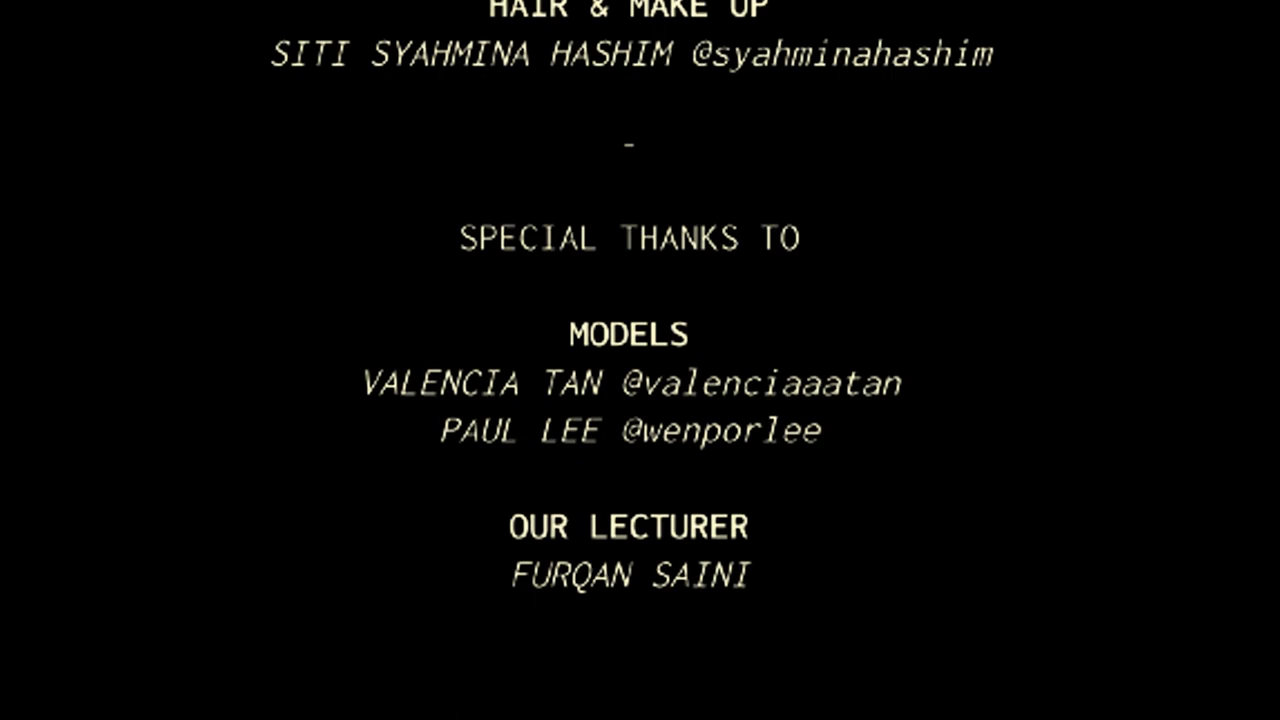 HAIR & MAKE UP
SITI SYAHMINA HASHIM @syahminahashim
-
SPECIAL THANKS TO
MODELS
VALENCIA TAN @valenciaaatan
PAUL LEE @wenporlee
OUR LECTURER
FURQAN SAINI